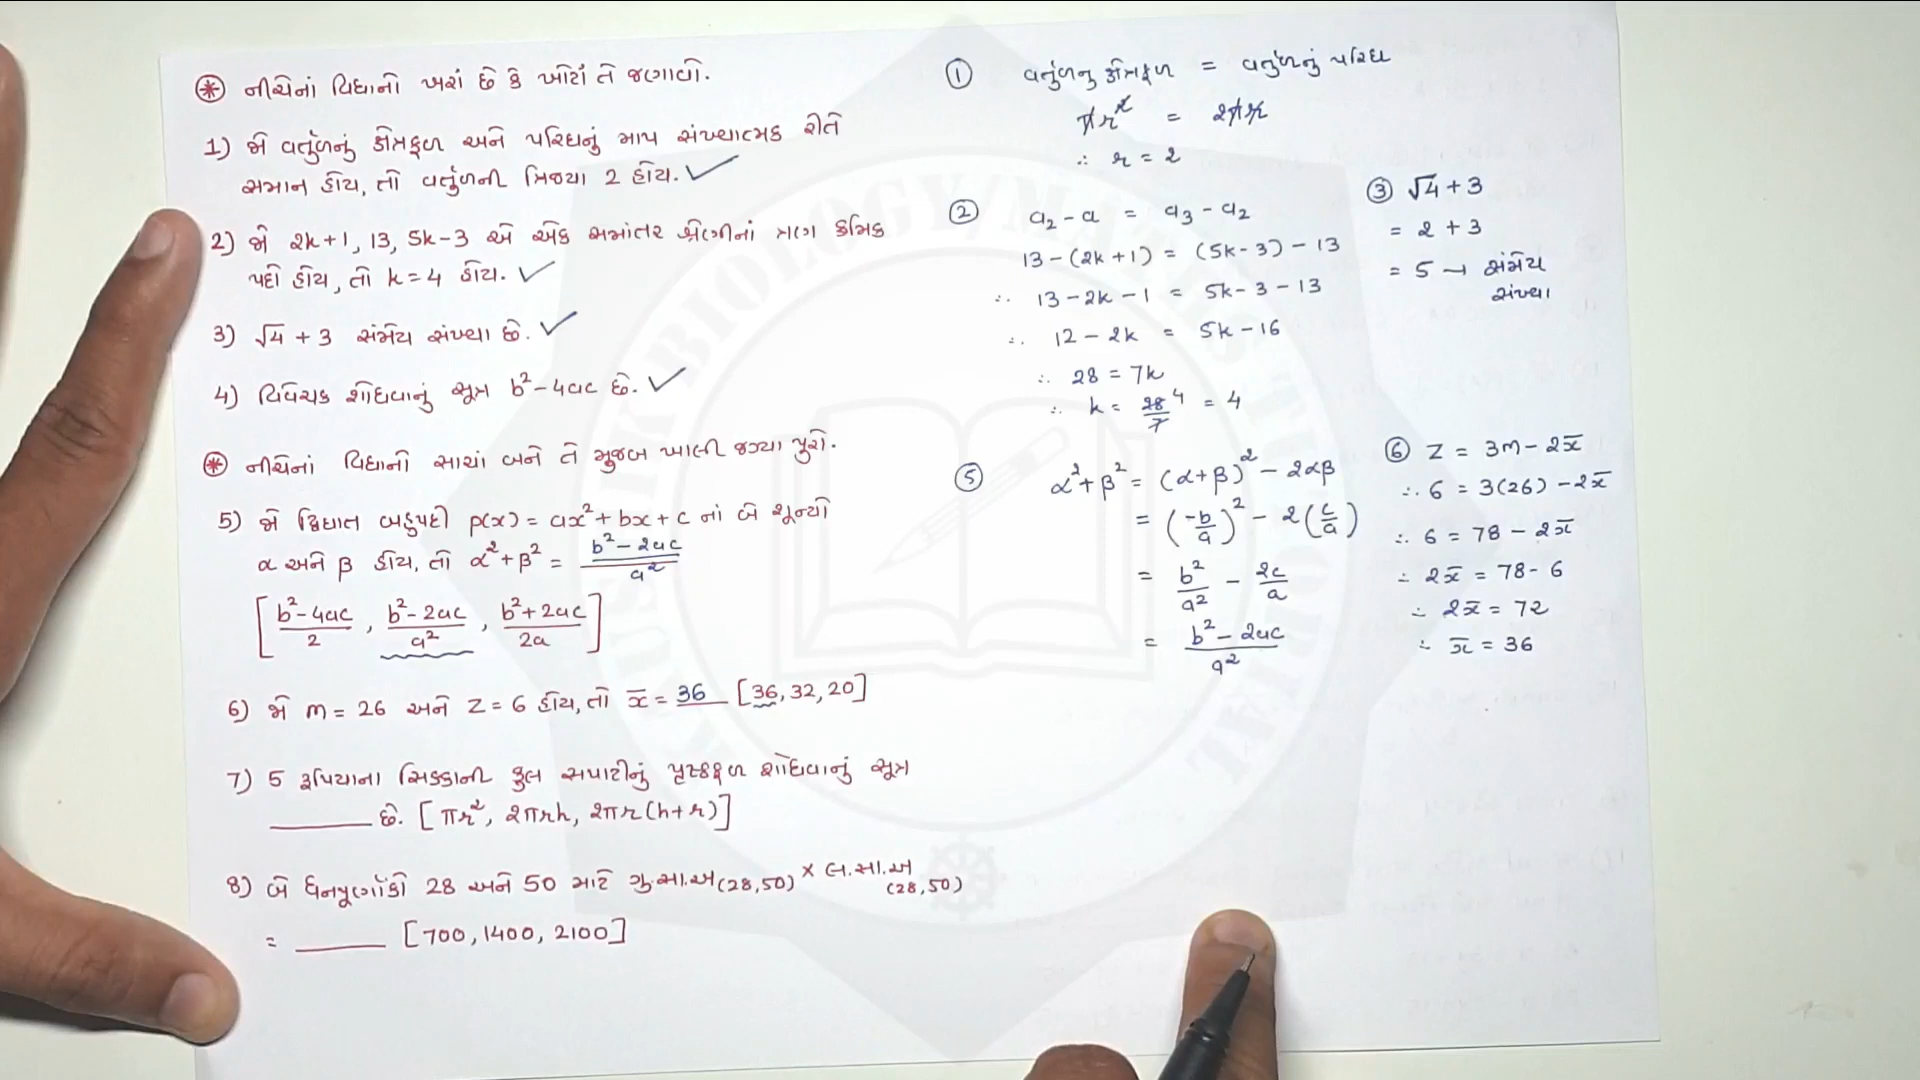 ⊛ નીચેનાં વિધાનો ખરાં છે કે ખોટાં તે જણાવો.
1) જો વર્તુળનું ક્ષેત્રફળ અને પરિઘનું માપ સંખ્યાત્મક રીતે
સમાન હોય, તો વર્તુળની ત્રિજ્યા 2 હોય. ✓
2) જો 2k+1, 13, 5k-3 એ એક સમાંતર શ્રેણીનાં ત્રણ ક્રમિક
પદો હોય, તો k=4 હોય. ✓
3) √4 + 3 સંમેય સંખ્યા છે. ✓
4) વિવેચક શોધવાનું સૂત્ર b²-4ac છે. ✓
⊛ નીચેનાં વિધાનો સાચાં બને તે મુજબ ખાલી જગ્યા પુરો.
5) જો દ્વિઘાત બહુપદી p(x) = ax²+bx+c નાં બે શૂન્યો
α અને β હોય, તો α²+β² = (b²-2ac)/a²
[(b²-4ac)/2, (b²-2ac)/a², (b²+2ac)/2a]
6) જો m = 26 અને Z = 6 હોય, તો x̄ = 36 [36, 32, 20]
7) 5 રૂપિયાના સિક્કાની કુલ સપાટીનું પૃષ્ઠફળ શોધવાનું સૂત્ર
______ છે. [πr², 2πrh, 2πr(h+r)]
8) બે ધનપૂર્ણાંકો 28 અને 50 માટે ગુ.સા.અ(28,50) × લ.સા.અ(28,50)
= ______ [700, 1400, 2100]
① વર્તુળનુ ક્ષેત્રફળ = વર્તુળનું પરિઘ
πr² = 2πr
∴ r = 2
② a₂ - a = a₃ - a₂
13-(2k+1) = (5k-3)-13
∴ 13-2k-1 = 5k-3-13
∴ 12-2k = 5k-16
∴ 28 = 7k
∴ k = 28/7 4 = 4
③ √4 + 3
= 2 + 3
= 5 → સંમેય
સંખ્યા
⑤ α²+β² = (α+β)² - 2αβ
= (-b/a)² - 2(c/a)
= b²/a² - 2c/a
= (b²-2ac)/a²
⑥ Z = 3m-2x̄
∴ 6 = 3(26)-2x̄
∴ 6 = 78-2x̄
∴ 2x̄ = 78-6
∴ 2x̄ = 72
∴ x̄ = 36